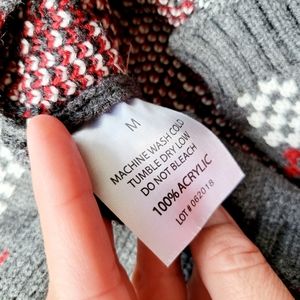 M
MACHINE WASH COLD
TUMBLE DRY LOW
DO NOT BLEACH
100% ACRYLIC
LOT # 062018